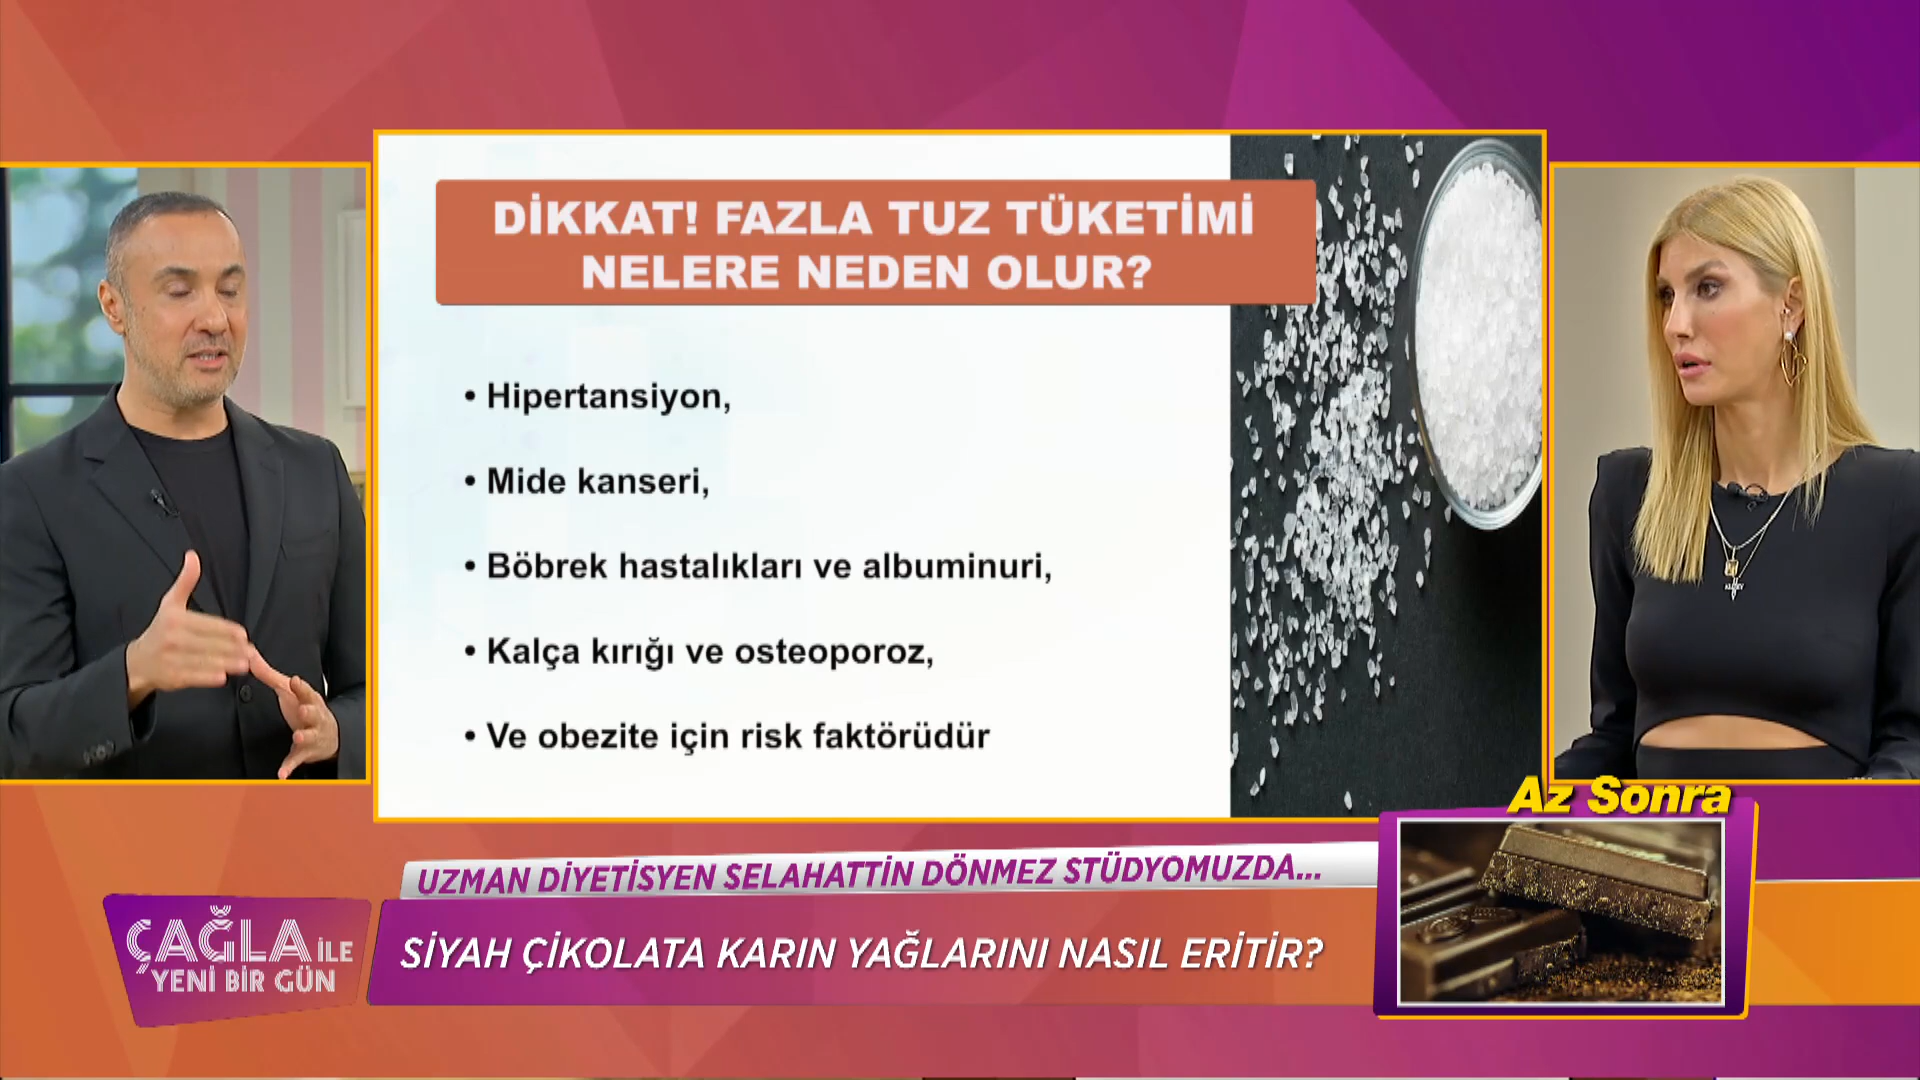 DİKKAT! FAZLA TUZ TÜKETİMİ
NELERE NEDEN OLUR?
• Hipertansiyon,
• Mide kanseri,
• Böbrek hastalıkları ve albuminuri,
• Kalça kırığı ve osteoporoz,
• Ve obezite için risk faktörüdür
Az Sonra
UZMAN DİYETİSYEN SELAHATTİN DÖNMEZ STÜDYOMUZDA...
SİYAH ÇİKOLATA KARIN YAĞLARINI NASIL ERİTİR?
ÇAĞLA İLE
YENİ BİR GÜN